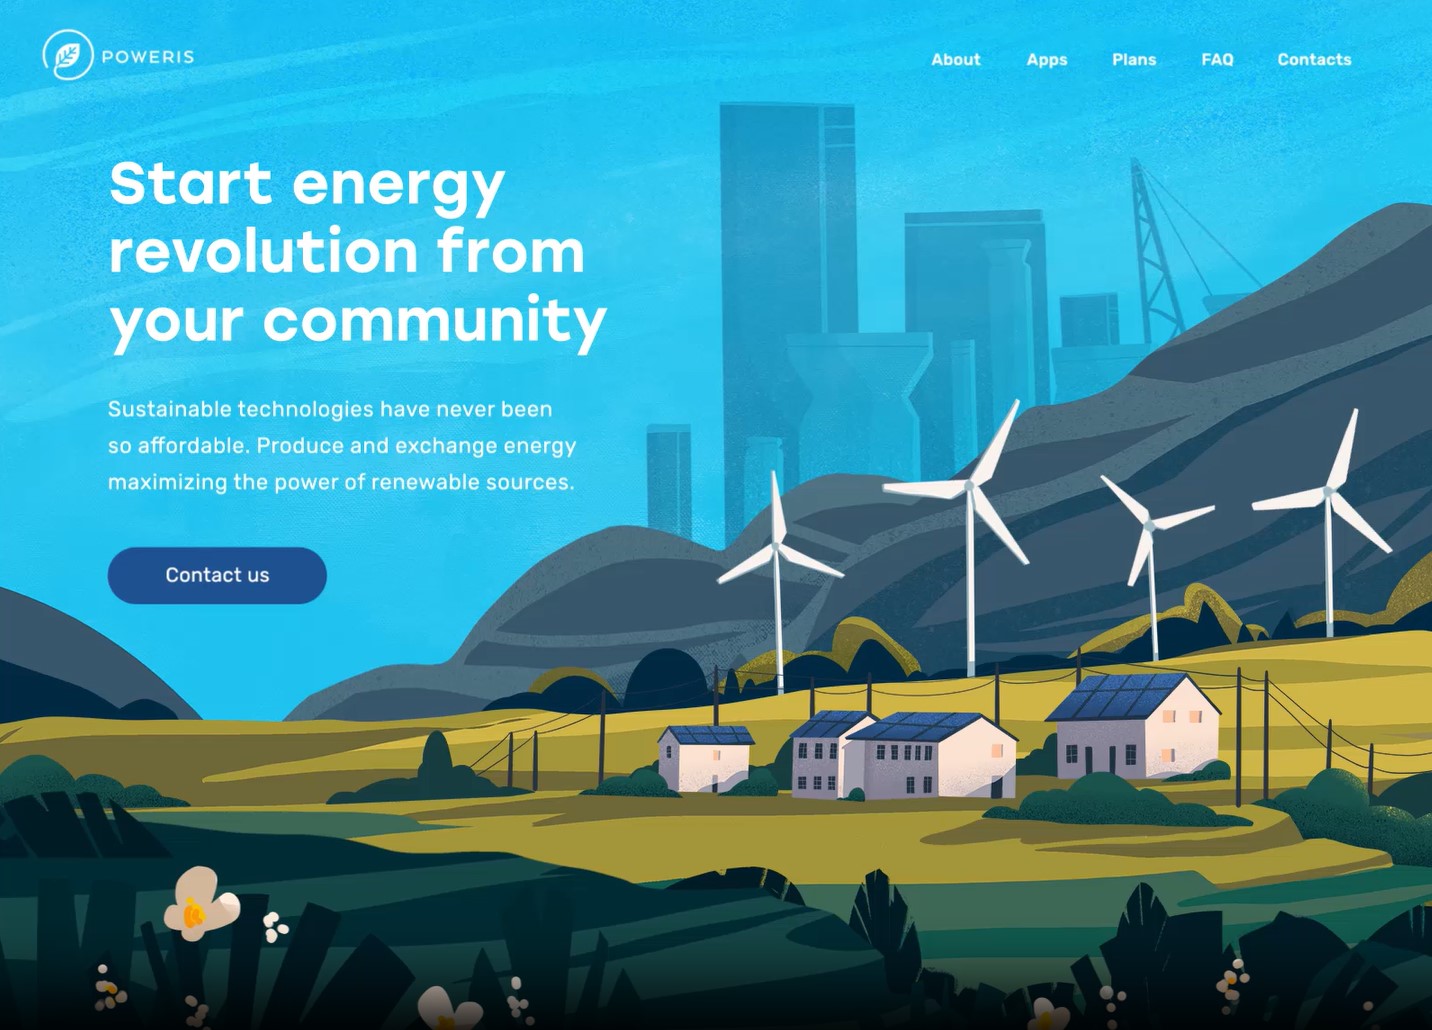 POWERIS
About Apps Plans FAQ Contacts
Start energy
revolution from
your community
Sustainable technologies have never been
so affordable. Produce and exchange energy
maximizing the power of renewable sources.
Contact us